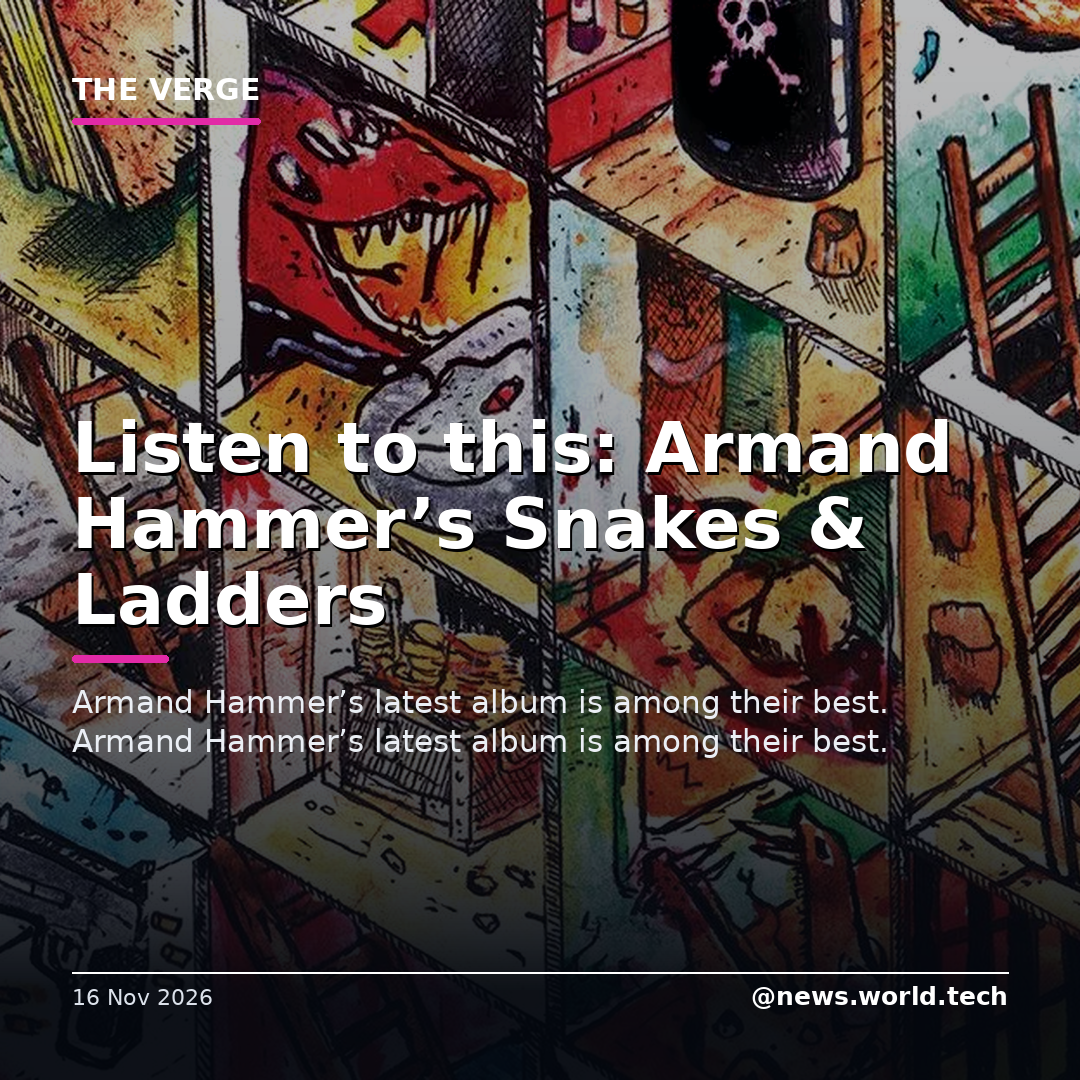 THE VERGE
Listen to this: Armand
Hammer’s Snakes &
Ladders
Armand Hammer’s latest album is among their best.
Armand Hammer’s latest album is among their best.
16 Nov 2026
@news.world.tech